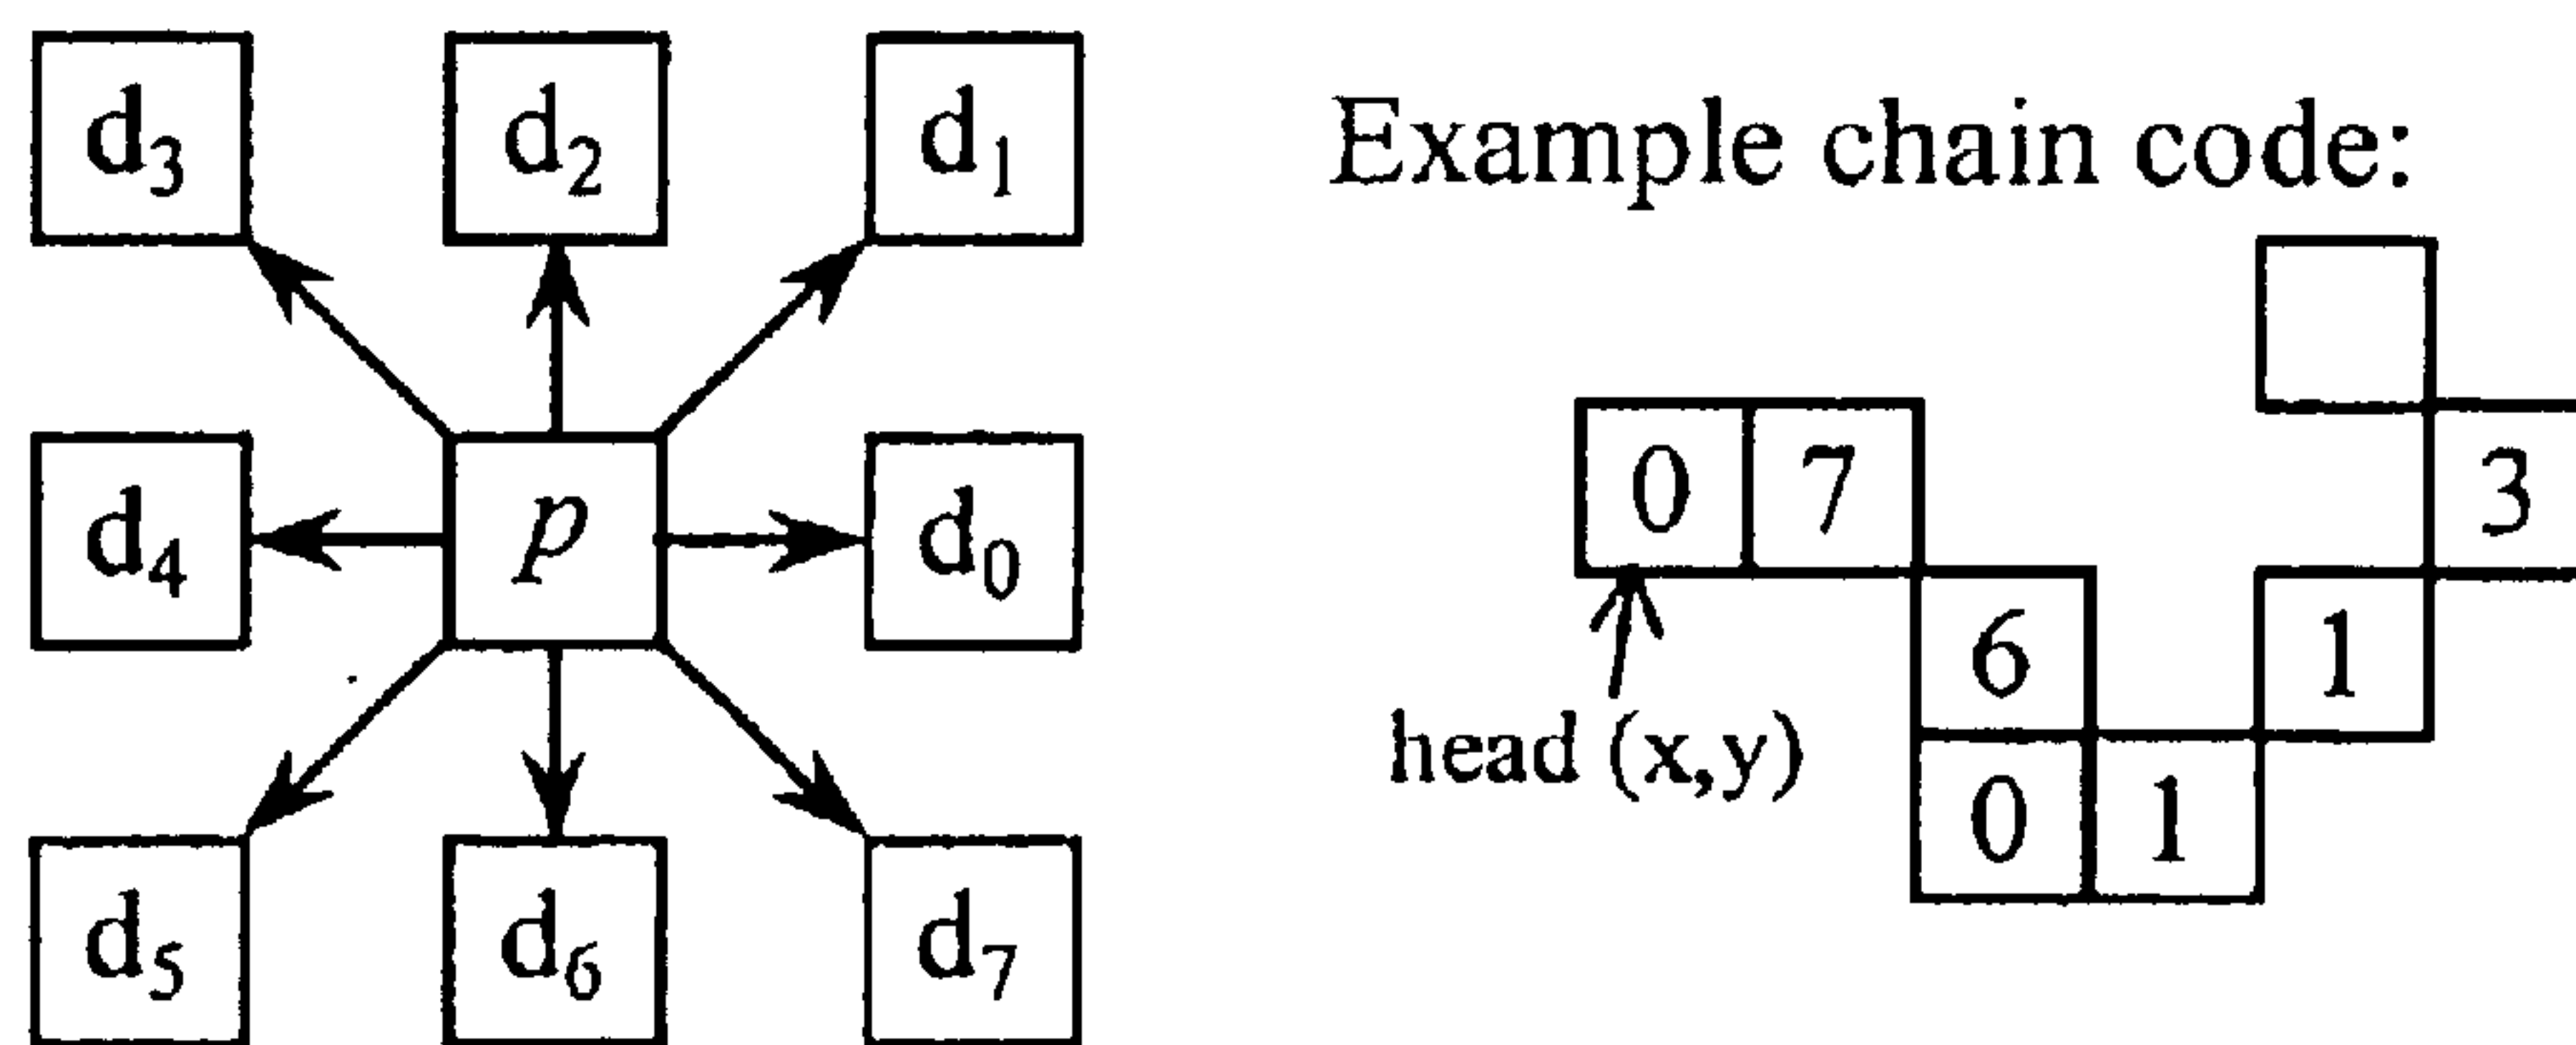 d3 d2 d1
Example chain code:
d4 p d0
0 7 3
6 1
head (x,y)
0 1
d5 d6 d7